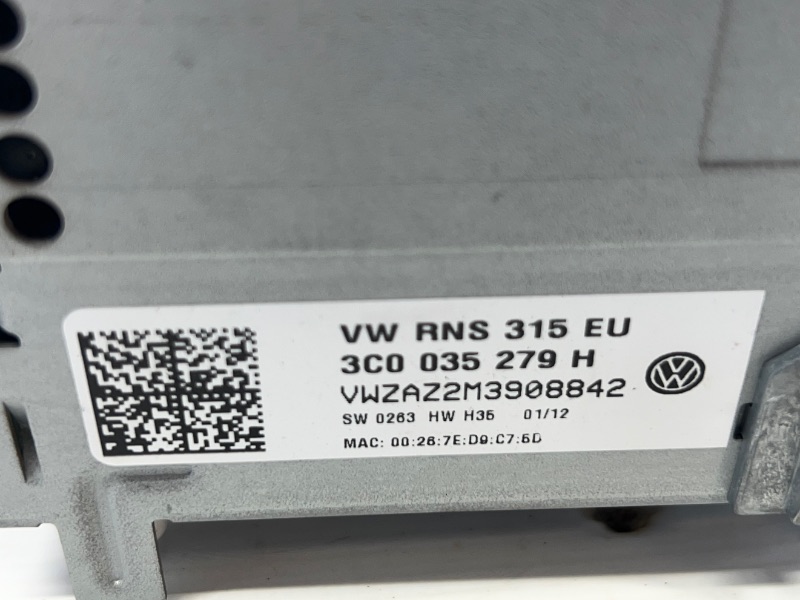 VW RNS 315 EU
3C0 035 279 H
VWZAZ2M3908842
SW 0263 HW H35 01/12
MAC: 00:26:7E:D9:C7:5D